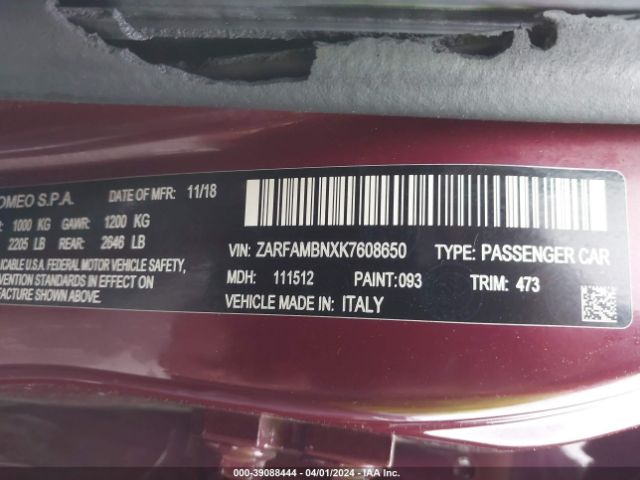 OMEO S.P.A. DATE OF MFR: 11/18
1000 KG GAWR: 1200 KG
2205 LB REAR: 2646 LB
ICABLE U.S.A. FEDERAL MOTOR VEHICLE SAFETY,
VENTION STANDARDS IN EFFECT ON
FACTURE SHOWN ABOVE.
VIN: ZARFAMBNXK7608650 TYPE: PASSENGER CAR
MDH: 111512 PAINT: 093 TRIM: 473
VEHICLE MADE IN: ITALY
000-39088444 - 04/01/2024 - IAA Inc.